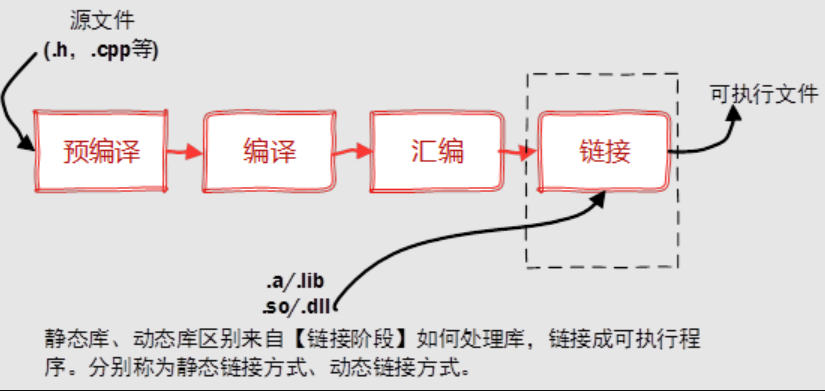 源文件
(.h，.cpp等)
预编译
编译
汇编
链接
可执行文件
.a/.lib
.so/.dll
静态库、动态库区别来自【链接阶段】如何处理库，链接成可执行程
序。分别称为静态链接方式、动态链接方式。